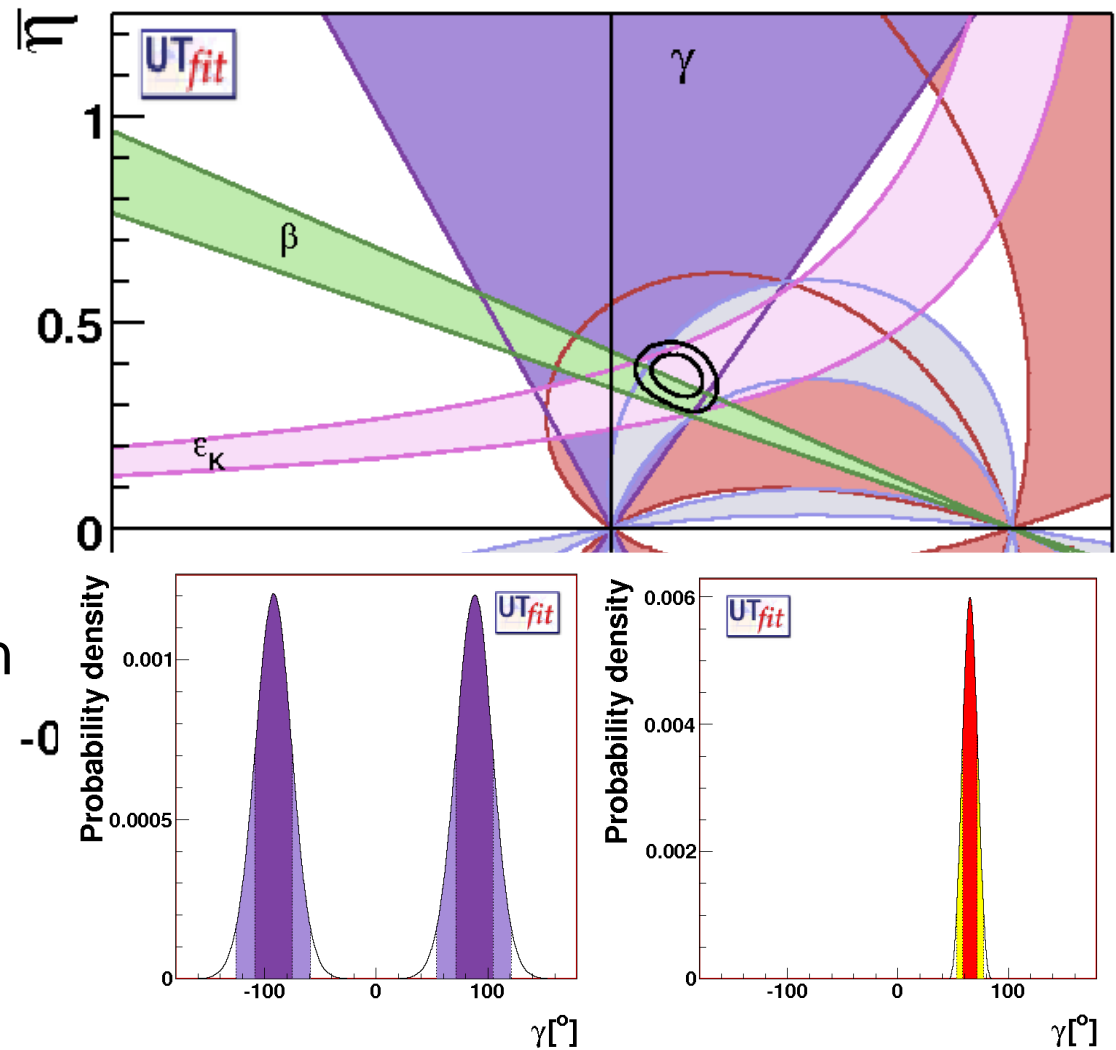 η̅
UTfit
γ
1
β
0.5
ε_K
0
n
-0
Probability density
UTfit
0.001
0.0005
0
-100
0
100
γ[°]
Probability density
UTfit
0.006
0.004
0.002
0
-100
0
100
γ[°]